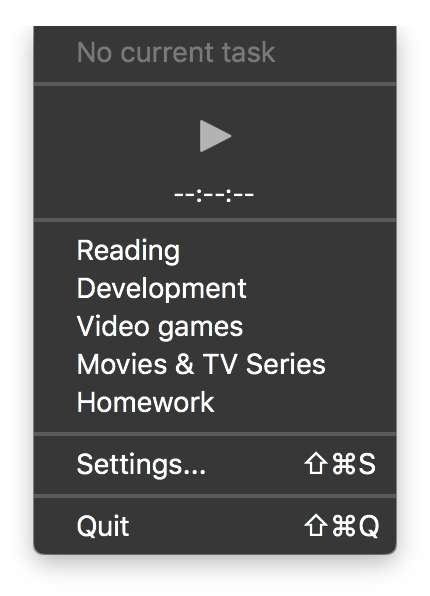 No current task
--:--:--
Reading
Development
Video games
Movies & TV Series
Homework
Settings... ⇧⌘S
Quit ⇧⌘Q